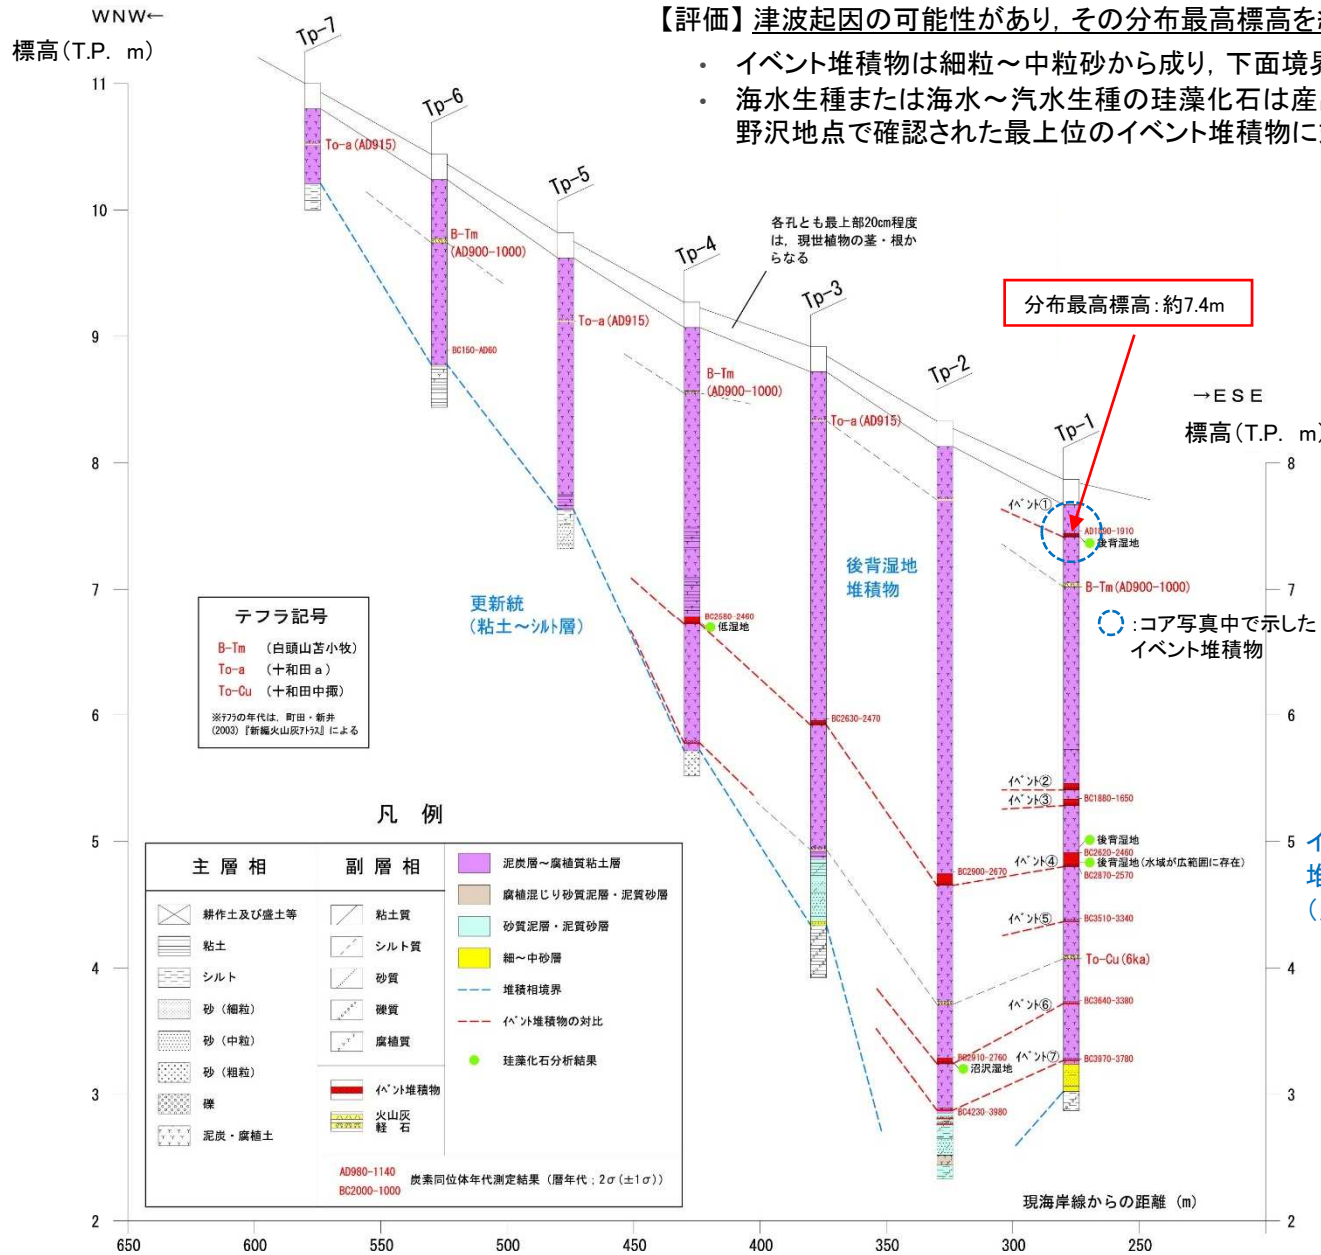 WNW←
標高(T.P. m)
【評価】津波起因の可能性があり，その分布最高標高を
・ イベント堆積物は細粒～中粒砂から成り，下面境界
・ 海水生種または海水～汽水生種の珪藻化石は産
野沢地点で確認された最上位のイベント堆積物に
Tp-7
Tp-6
Tp-5
Tp-4
Tp-3
Tp-2
Tp-1
To-a(AD915)
B-Tm
(AD900-1000)
BC150-AD60
To-a(AD915)
B-Tm
(AD900-1000)
To-a(AD915)
各孔とも最上部20cm程度
は，現世植物の茎・根か
らなる
分布最高標高：約7.4m
→ESE
標高(T.P. m)
イベント①
後背湿地
B-Tm(AD900-1000)
:コア写真中で示した
イベント堆積物
後背湿地
堆積物
更新統
(粘土～シルト層)
BC2580-2460
低湿地
BC2630-2470
BC2900-2670
イベント②
イベント③
BC1880-1650
後背湿地
BC2620-2460
イベント④
後背湿地(水域が広範囲に存在)
BC2870-2570
イベント⑤
BC3510-3340
To-Cu(6ka)
イベント⑥
BC3640-3380
BC2910-2760
沼沢湿地
イベント⑦
BC3970-3780
BC4230-3980
テフラ記号
B-Tm (白頭山苫小牧)
To-a (十和田a)
To-Cu (十和田中掫)
※テフラの年代は，町田・新井
(2003)『新編火山灰アトラス』による
凡 例
主層相
副層相
耕作土及び盛土等
粘土
シルト
砂（細粒）
砂（中粒）
砂（粗粒）
礫
泥炭・腐植土
粘土質
シルト質
砂質
礫質
腐植質
イベント堆積物
火山灰
軽石
泥炭層～腐植質粘土層
腐植混じり砂質泥層・泥質砂層
砂質泥層・泥質砂層
細～中砂層
堆積相境界
イベント堆積物の対比
珪藻化石分析結果
AD980-1140
BC2000-1000
炭素同位体年代測定結果（暦年代；2σ(±1σ)）
現海岸線からの距離 (m)
11
10
9
8
7
6
5
4
3
2
8
7
6
5
4
3
2
650
600
550
500
450
400
350
300
250